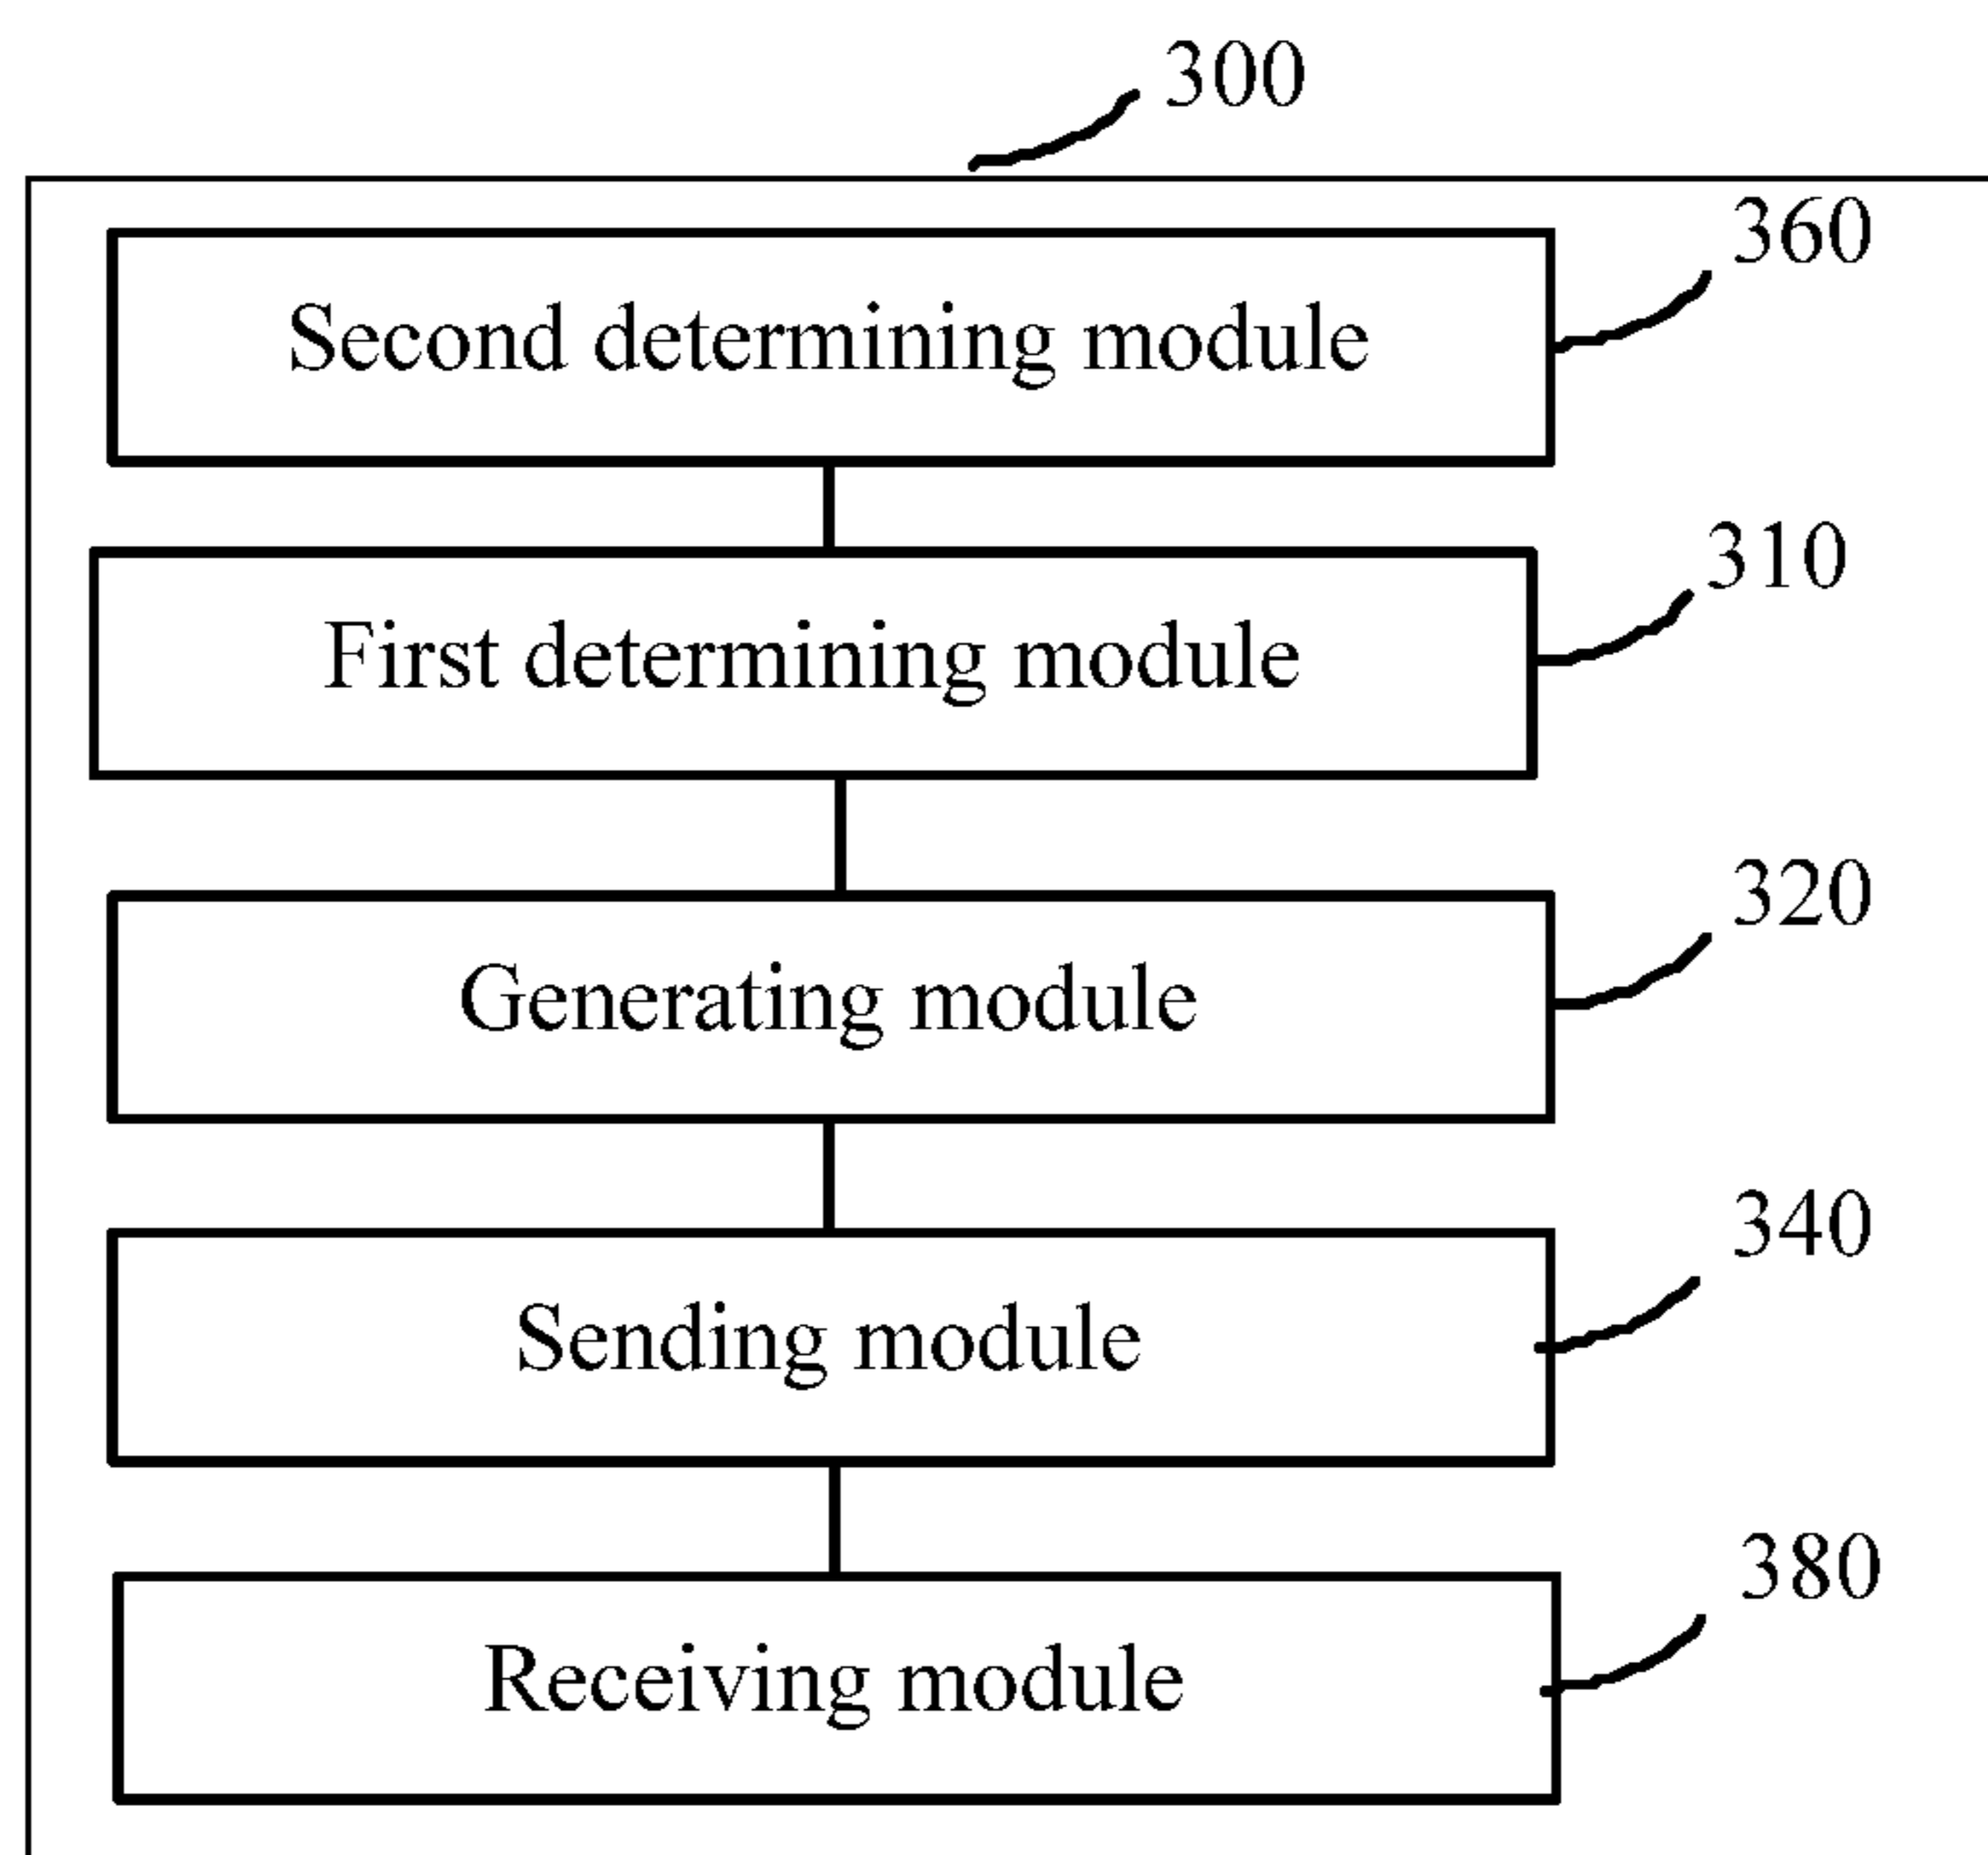 300
360
Second determining module
310
First determining module
320
Generating module
340
Sending module
380
Receiving module